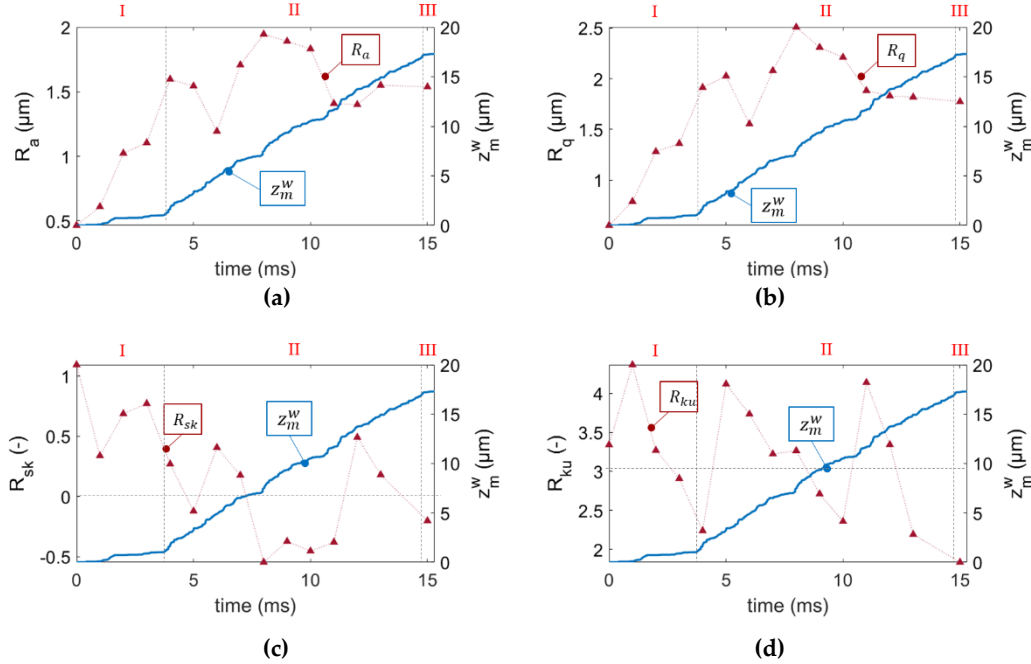 I II III
2
1.5
1
0.5
R_a (μm)
20
15
10
5
0
z_m^w (μm)
R_a
z_m^w
0 5 10 15
time (ms)
(a)
I II III
2.5
2
1.5
1
R_q (μm)
20
15
10
5
0
z_m^w (μm)
R_q
z_m^w
0 5 10 15
time (ms)
(b)
I II III
1
0.5
0
-0.5
R_sk (-)
20
15
10
5
0
z_m^w (μm)
R_sk
z_m^w
0 5 10 15
time (ms)
(c)
I II III
4
3.5
3
2.5
2
R_ku (-)
20
15
10
5
0
z_m^w (μm)
R_ku
z_m^w
0 5 10 15
time (ms)
(d)